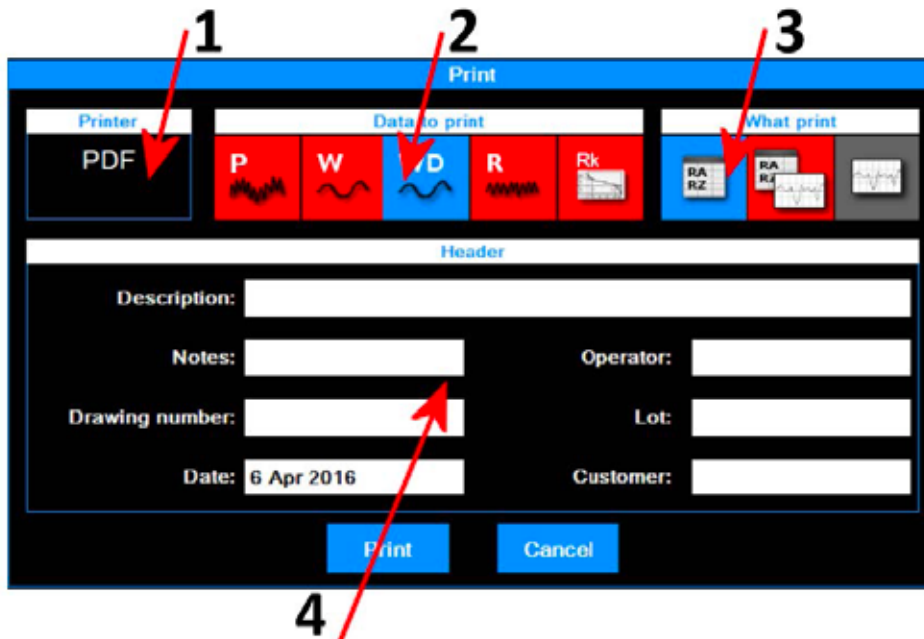 1 2 3
Print
Printer Data to print What print
PDF P W WD R Rk RA RZ RA RZ
Header
Description:
Notes: Operator:
Drawing number: Lot:
Date: 6 Apr 2016 Customer:
Print Cancel
4